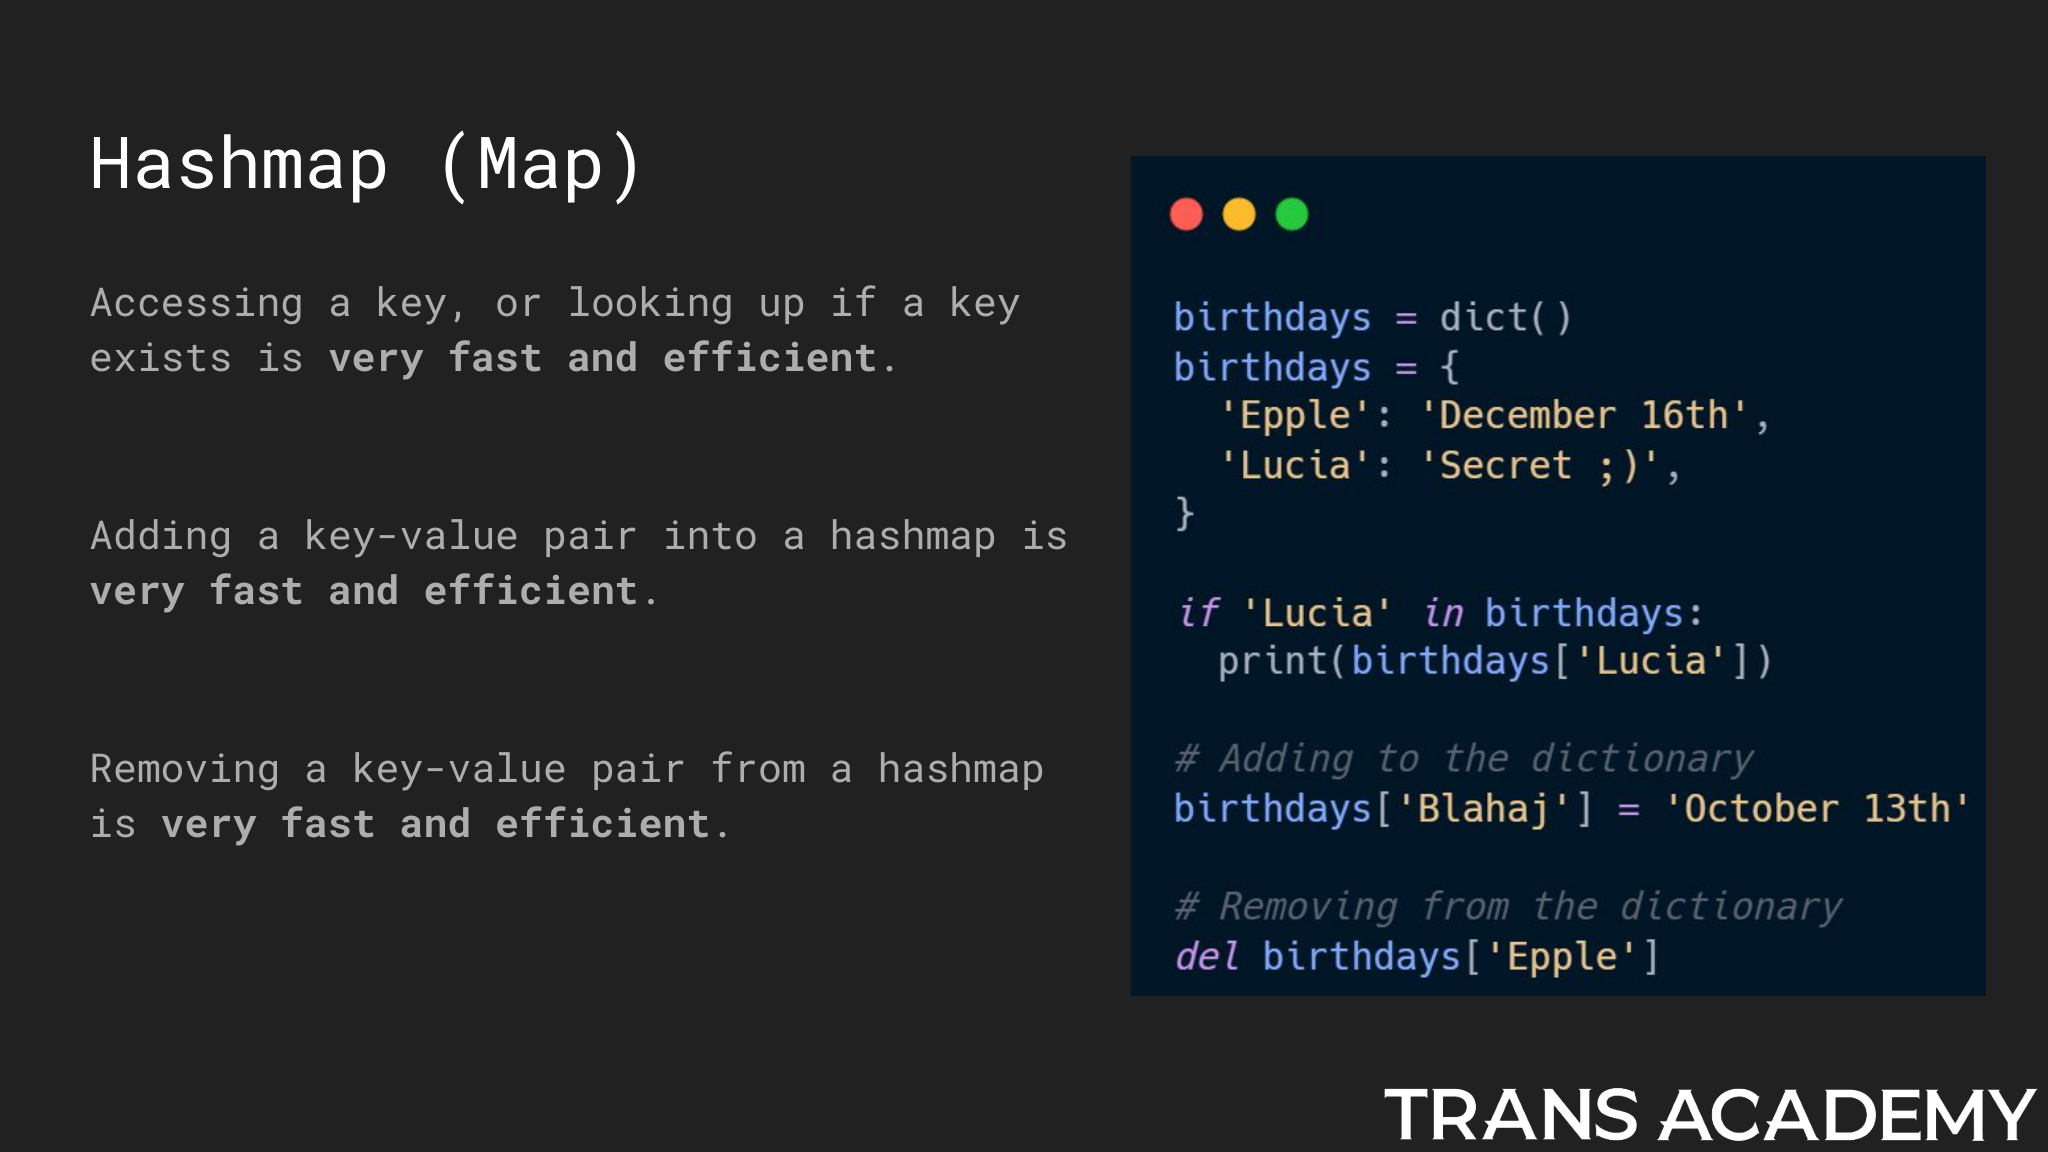 Hashmap (Map)
Accessing a key, or looking up if a key
exists is very fast and efficient.
Adding a key-value pair into a hashmap is
very fast and efficient.
Removing a key-value pair from a hashmap
is very fast and efficient.
birthdays = dict()
birthdays = {
  'Epple': 'December 16th',
  'Lucia': 'Secret ;)',
}
if 'Lucia' in birthdays:
  print(birthdays['Lucia'])
# Adding to the dictionary
birthdays['Blahaj'] = 'October 13th'
# Removing from the dictionary
del birthdays['Epple']
TRANS ACADEMY